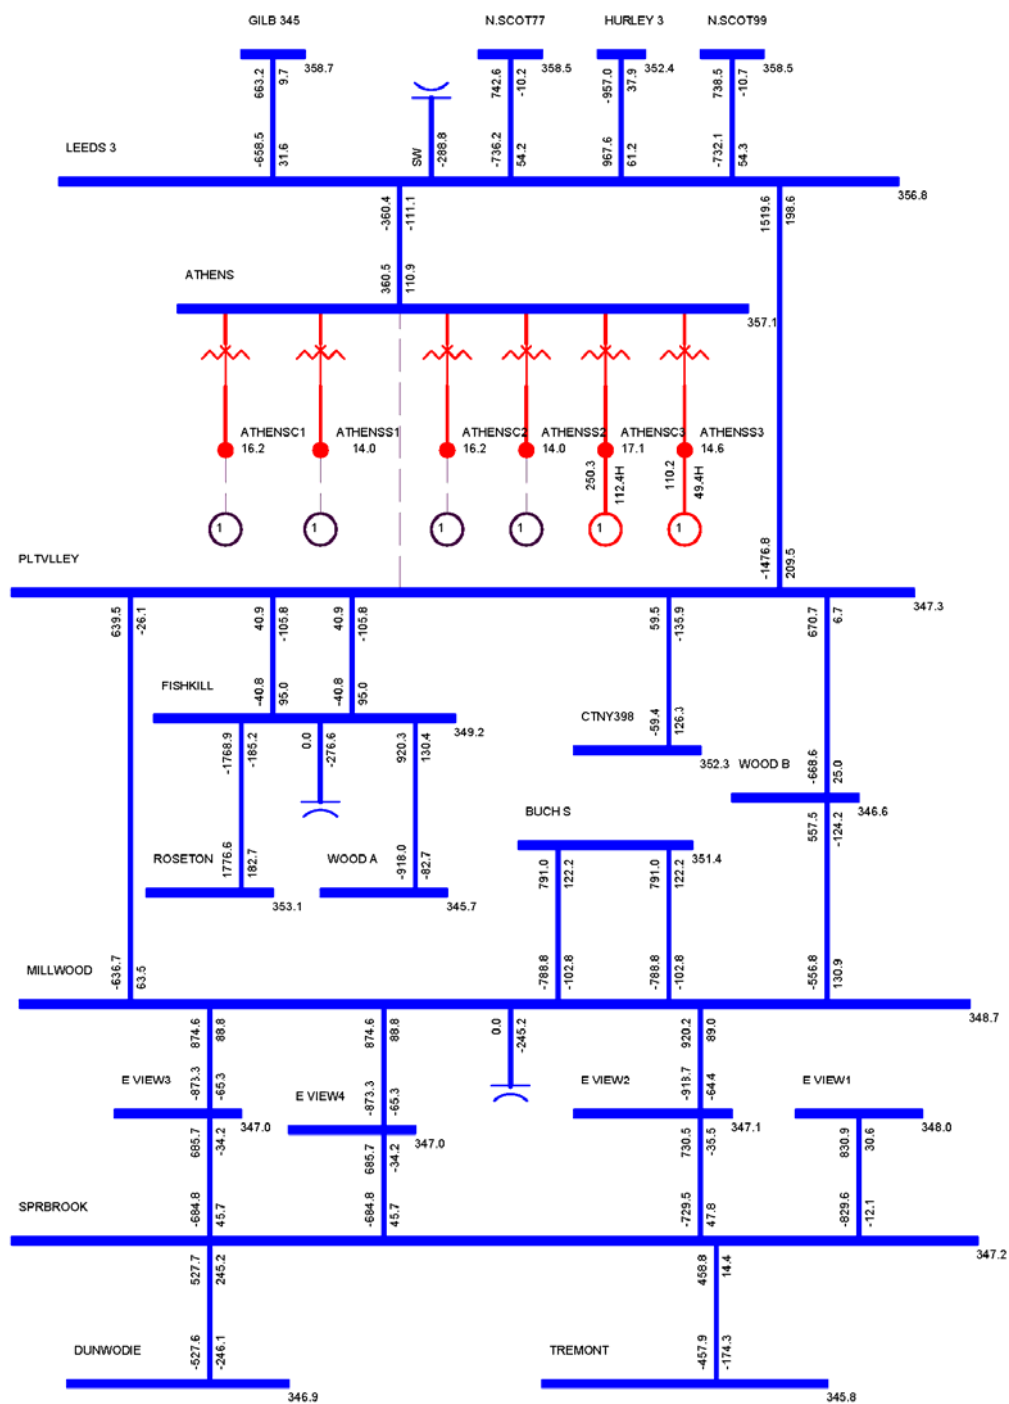 GILB 345 N.SCOT77 HURLEY 3 N.SCOT99
358.7 358.5 352.4 358.5
663.2 9.7 742.6 -10.2 -957.0 37.9 738.5 -10.7
SW -288.8
-658.5 31.6 -736.2 54.2 967.6 61.2 -732.1 54.3
LEEDS 3
356.8
-360.4 -111.1 1519.6 198.6
360.5 110.9
ATHENS
357.1
ATHENSC1 ATHENSS1 ATHENSC2 ATHENSS2 ATHENSC3 ATHENSS3
16.2 14.0 16.2 14.0 17.1 14.6
250.3 112.4H 110.2 49.4H
1 1 1 1 1 1
-1476.8 209.5
PLTVLLEY
347.3
639.5 -26.1 40.9 -105.8 40.9 -105.8 59.5 -135.9 670.7 6.7
-40.8 95.0 -40.8 95.0 -59.4 126.3
FISHKILL
349.2
CTNY398
352.3
-1768.9 -185.2 0.0 -276.6 920.3 130.4
-668.6 25.0
WOOD B
346.6
557.5 -124.2
BUCH S
351.4
1776.6 182.7 -918.0 -82.7 791.0 122.2 791.0 122.2
ROSETON WOOD A
353.1 345.7
-636.7 63.5 -788.8 -102.8 -788.8 -102.8 -556.8 130.9
MILLWOOD
348.7
874.6 88.8 874.6 88.8 0.0 -245.2 920.2 89.0
-873.3 -65.3 -873.3 -65.3 -918.7 -64.4
E VIEW3 E VIEW4 E VIEW2 E VIEW1
347.0 347.0 347.1 348.0
685.7 -34.2 685.7 -34.2 730.5 -35.5 830.9 30.6
-684.8 45.7 -684.8 45.7 -729.5 47.8 -829.6 -12.1
SPRBROOK
347.2
527.7 245.2 458.8 14.4
-527.6 -246.1 -457.9 -174.3
DUNWODIE TREMONT
346.9 345.8